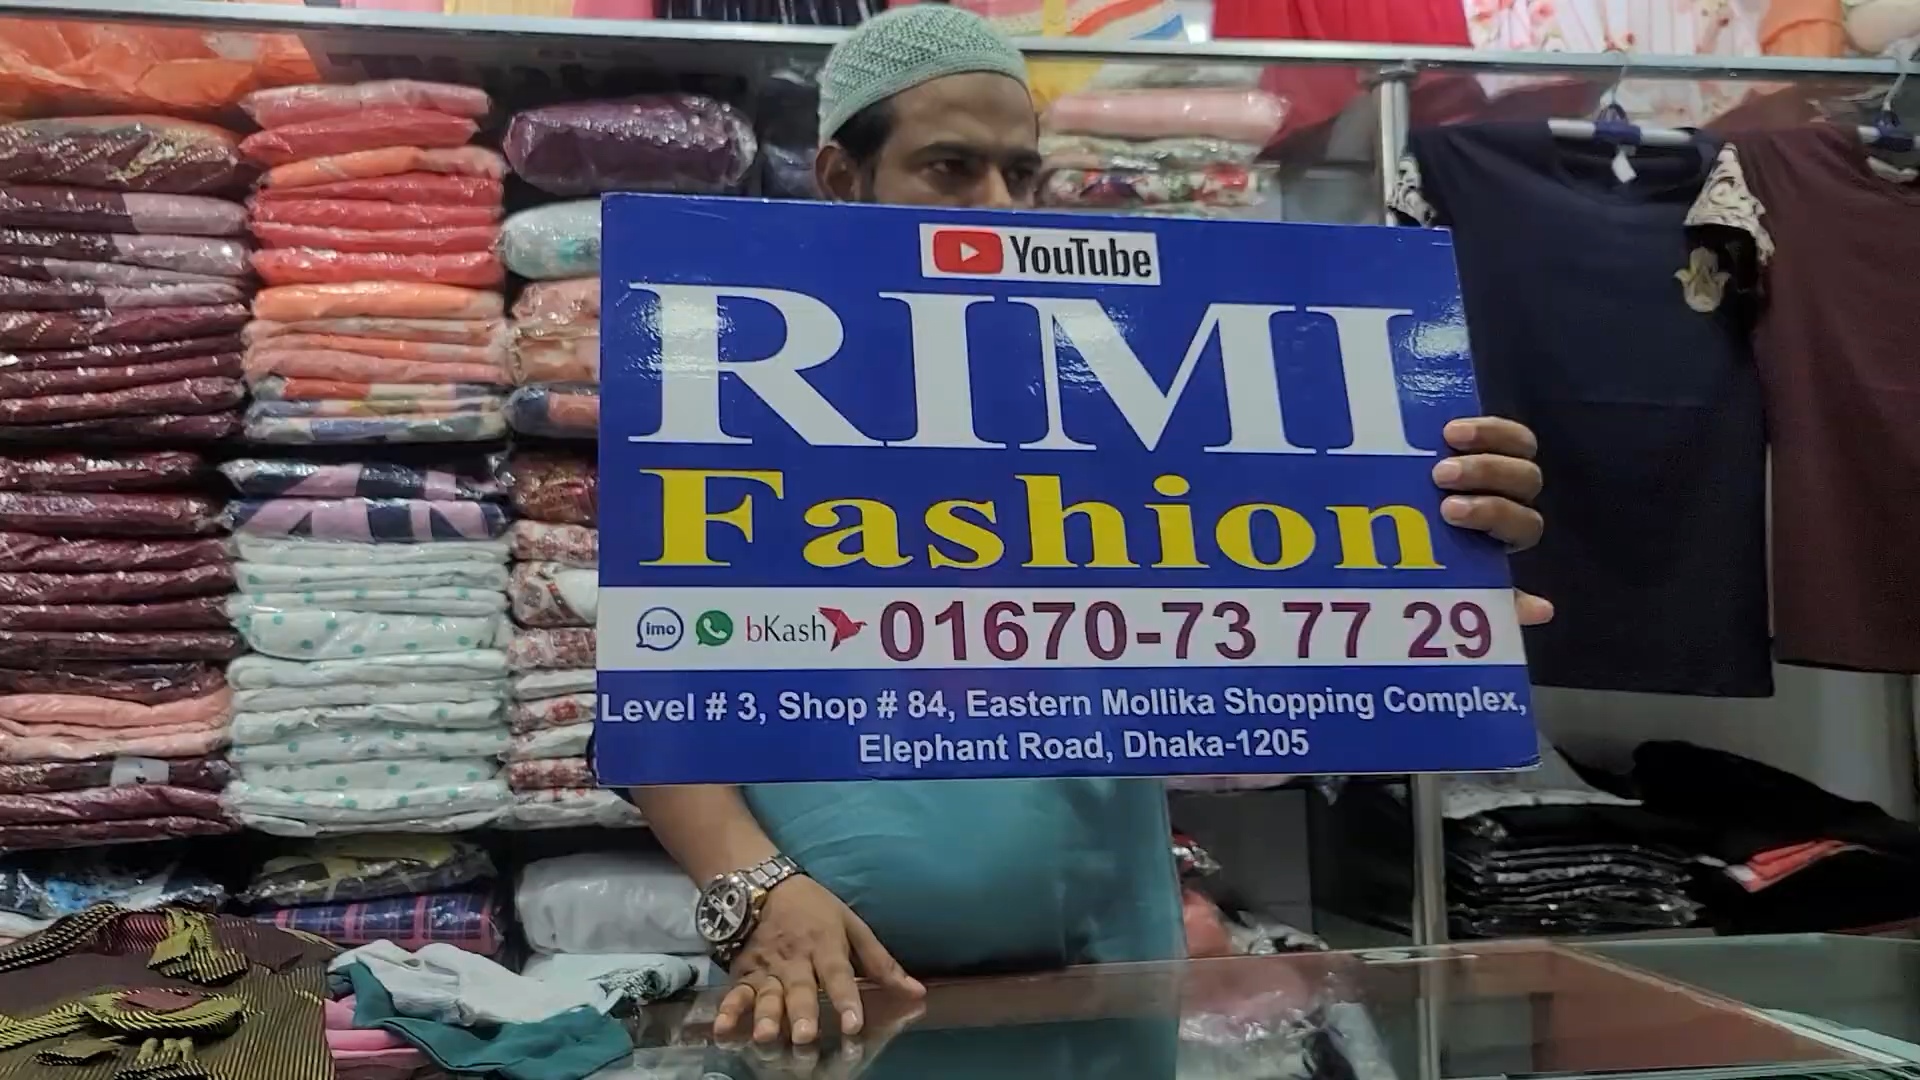 YouTube
RIMI
Fashion
imo bKash 01670-73 77 29
Level # 3, Shop # 84, Eastern Mollika Shopping Complex,
Elephant Road, Dhaka-1205